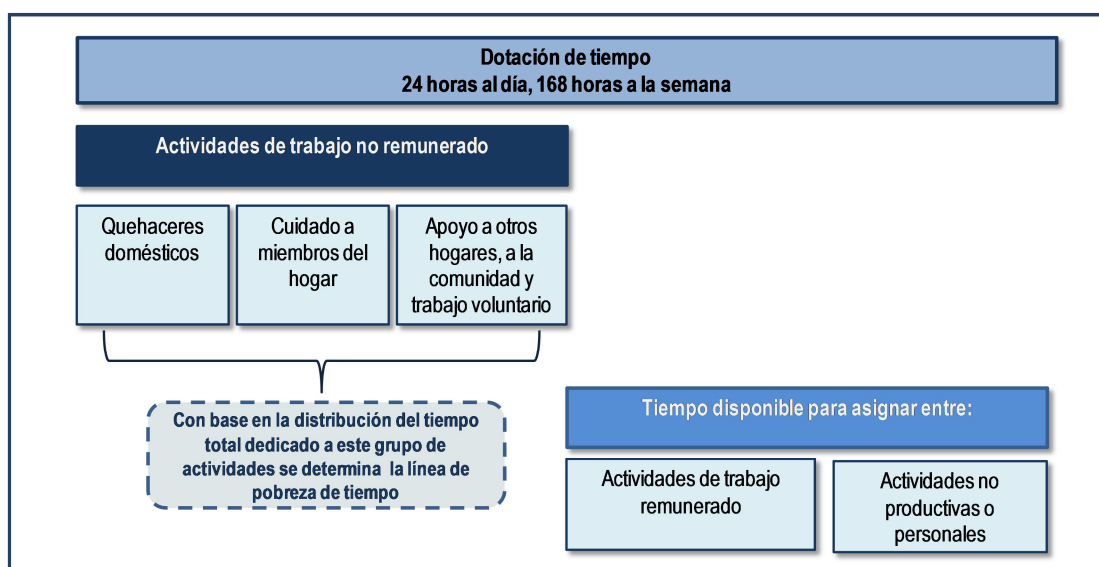 Dotación de tiempo
24 horas al día, 168 horas a la semana
Actividades de trabajo no remunerado
Quehaceres
domésticos
Cuidado a
miembros del
hogar
Apoyo a otros
hogares, a la
comunidad y
trabajo voluntario
Con base en la distribución del tiempo
total dedicado a este grupo de
actividades se determina la línea de
pobreza de tiempo
Tiempo disponible para asignar entre:
Actividades de trabajo
remunerado
Actividades no
productivas o
personales